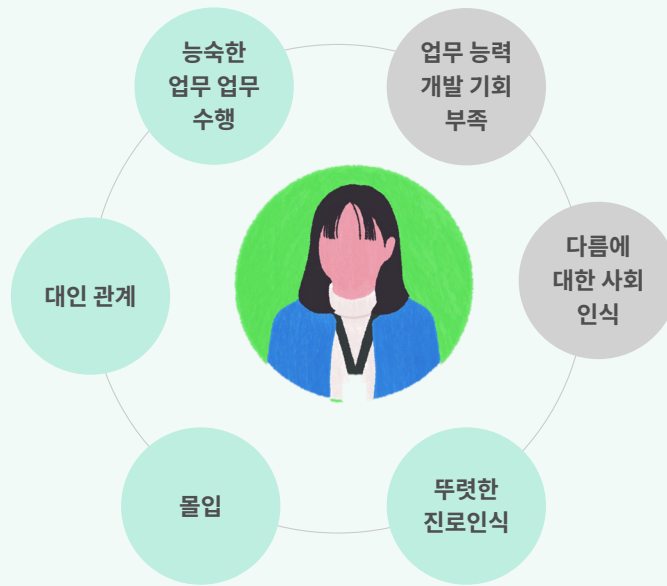 능숙한
업무 업무
수행
업무 능력
개발 기회
부족
대인 관계
다름에
대한 사회
인식
몰입
뚜렷한
진로인식